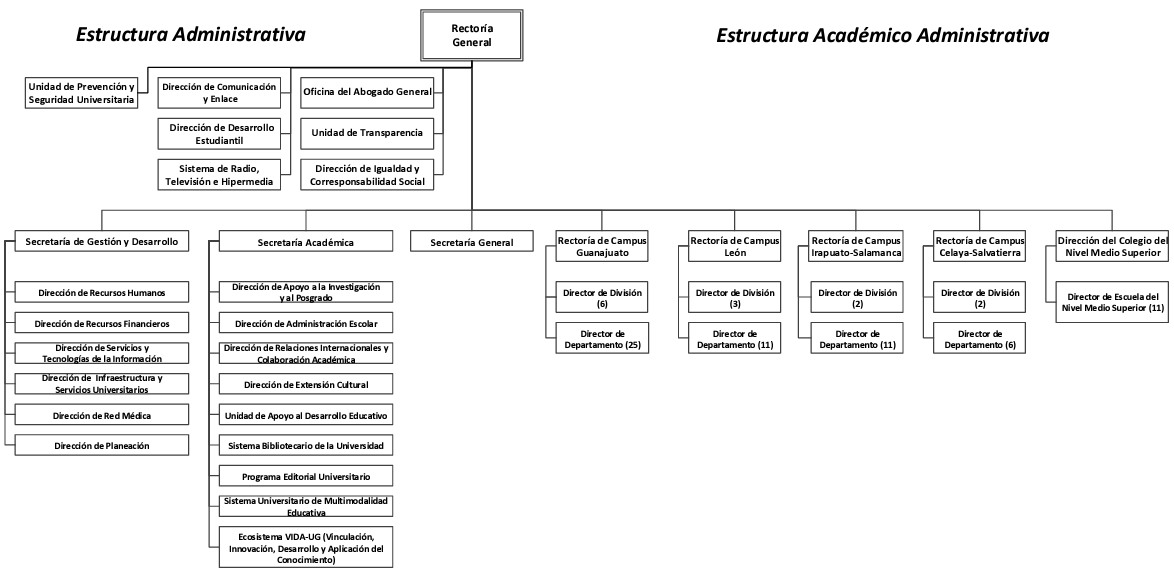 Estructura Administrativa
Rectoría
General
Estructura Académico Administrativa
Unidad de Prevención y
Seguridad Universitaria
Dirección de Comunicación
y Enlace
Oficina del Abogado General
Dirección de Desarrollo
Estudiantil
Unidad de Transparencia
Sistema de Radio,
Televisión e Hipermedia
Dirección de Igualdad y
Corresponsabilidad Social
Secretaría de Gestión y Desarrollo
Dirección de Recursos Humanos
Dirección de Recursos Financieros
Dirección de Servicios y
Tecnologías de la Información
Dirección de Infraestructura y
Servicios Universitarios
Dirección de Red Médica
Dirección de Planeación
Secretaría Académica
Dirección de Apoyo a la Investigación
y al Posgrado
Dirección de Administración Escolar
Dirección de Relaciones Internacionales y
Colaboración Académica
Dirección de Extensión Cultural
Unidad de Apoyo al Desarrollo Educativo
Sistema Bibliotecario de la Universidad
Programa Editorial Universitario
Sistema Universitario de Multimodalidad
Educativa
Ecosistema VIDA-UG (Vinculación,
Innovación, Desarrollo y Aplicación del
Conocimiento)
Secretaría General
Rectoría de Campus
Guanajuato
Director de División
(6)
Director de
Departamento (25)
Rectoría de Campus
León
Director de División
(3)
Director de
Departamento (11)
Rectoría de Campus
Irapuato-Salamanca
Director de División
(2)
Director de
Departamento (11)
Rectoría de Campus
Celaya-Salvatierra
Director de División
(2)
Director de
Departamento (6)
Dirección del Colegio del
Nivel Medio Superior
Director de Escuela del
Nivel Medio Superior (11)